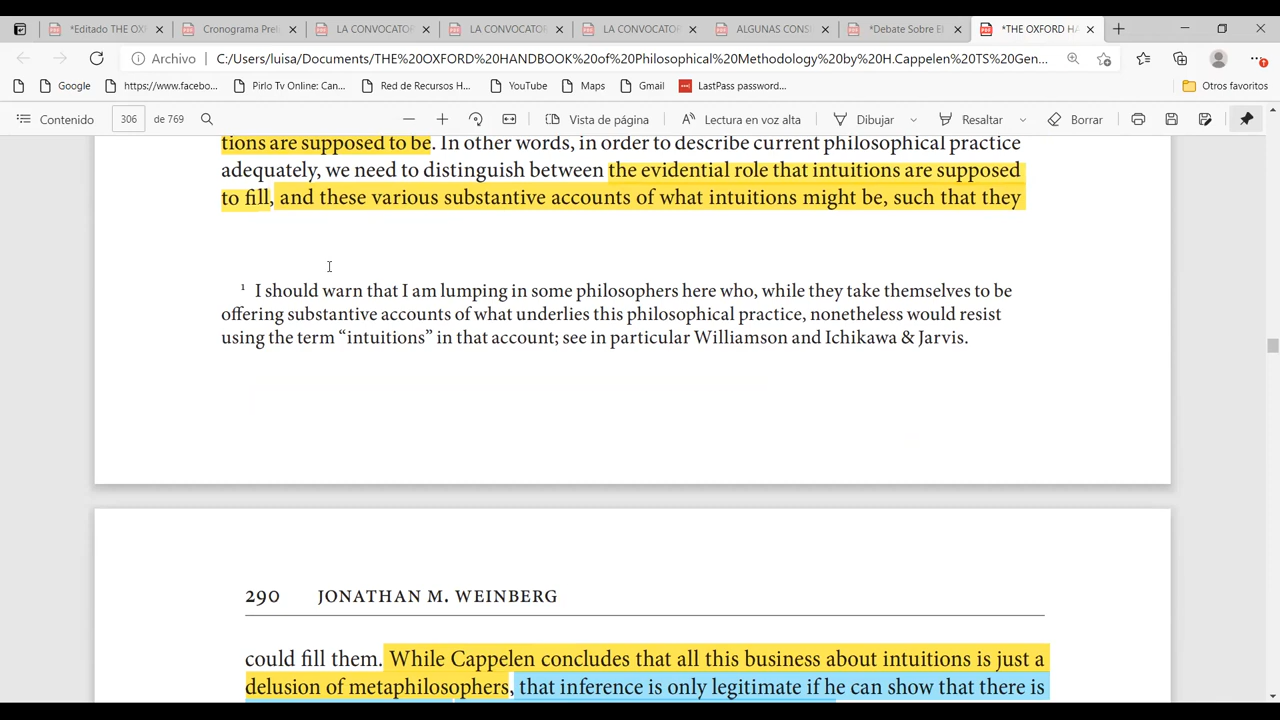 *Editado THE OX
Cronograma Prel
LA CONVOCATOR
LA CONVOCATOR
LA CONVOCATOR
ALGUNAS CONS
*Debate Sobre El
*THE OXFORD HA
Archivo
C:/Users/luisa/Documents/THE%20OXFORD%20HANDBOOK%20of%20Philosophical%20Methodology%20by%20H.Cappelen%20TS%20Gen...
Google
https://www.facebo...
Pirlo Tv Online: Can...
Red de Recursos H...
YouTube
Maps
Gmail
LastPass password...
Otros favoritos
Contenido
306
de 769
Vista de página
Lectura en voz alta
Dibujar
Resaltar
Borrar
tions are supposed to be. In other words, in order to describe current philosophical practice
adequately, we need to distinguish between the evidential role that intuitions are supposed
to fill, and these various substantive accounts of what intuitions might be, such that they
1 I should warn that I am lumping in some philosophers here who, while they take themselves to be
offering substantive accounts of what underlies this philosophical practice, nonetheless would resist
using the term “intuitions” in that account; see in particular Williamson and Ichikawa & Jarvis.
290 JONATHAN M. WEINBERG
could fill them. While Cappelen concludes that all this business about intuitions is just a
delusion of metaphilosophers, that inference is only legitimate if he can show that there is